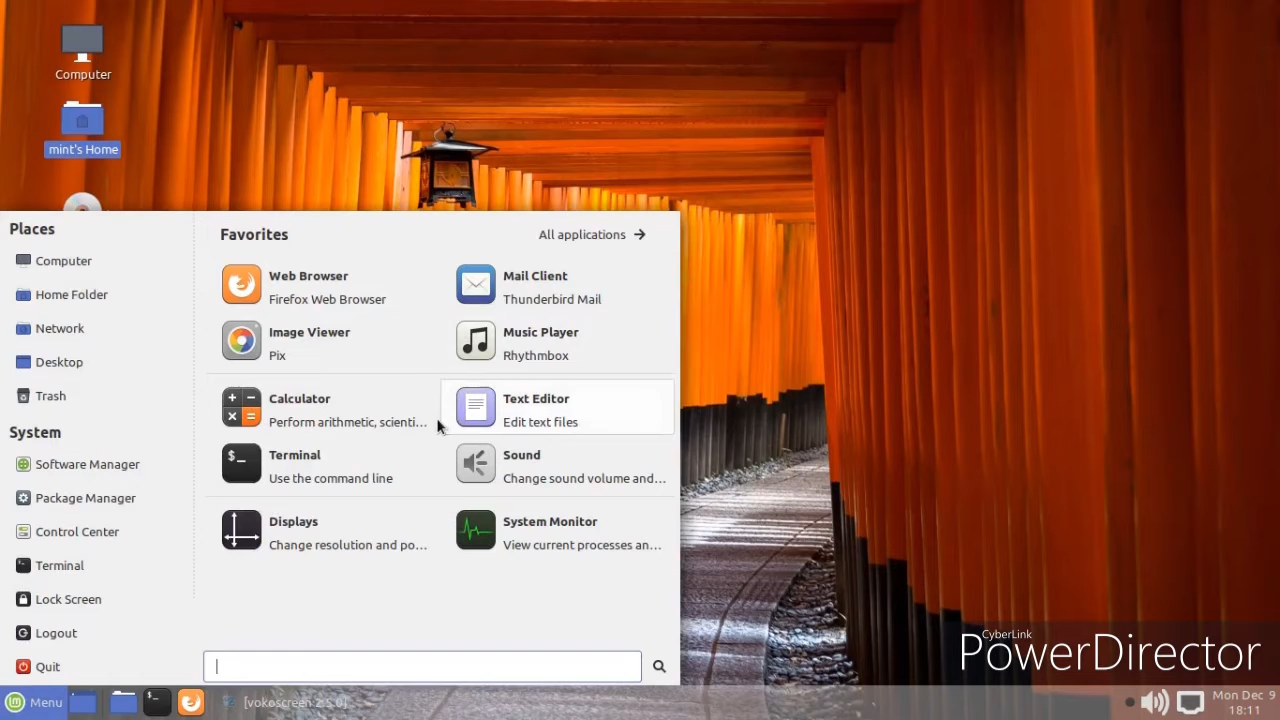 Computer
mint's Home
Places
Computer
Home Folder
Network
Desktop
Trash
System
Software Manager
Package Manager
Control Center
Terminal
Lock Screen
Logout
Quit
Favorites
All applications
Web Browser
Firefox Web Browser
Mail Client
Thunderbird Mail
Image Viewer
Pix
Music Player
Rhythmbox
Calculator
Perform arithmetic, scienti...
Text Editor
Edit text files
Terminal
Use the command line
Sound
Change sound volume and...
Displays
Change resolution and po...
System Monitor
View current processes an...
CyberLink
PowerDirector
Menu
[vokoscreen 2.5.0]
Mon Dec 9
18:11